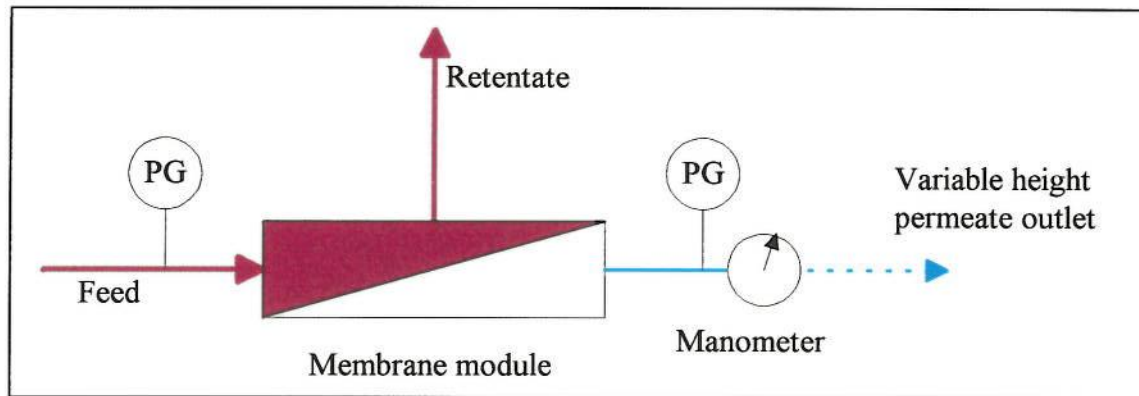 Retentate
PG
PG
Variable height
permeate outlet
Feed
Manometer
Membrane module